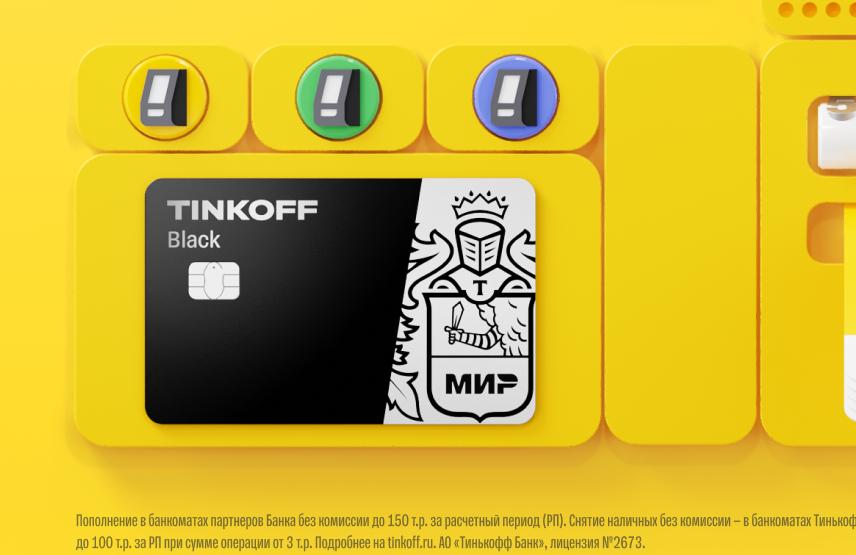 TINKOFF
Black
T
МИР
Пополнение в банкоматах партнеров Банка без комиссии до 150 т.р. за расчетный период (РП). Снятие наличных без комиссии – в банкоматах Тинькофф
до 100 т.р. за РП при сумме операции от 3 т.р. Подробнее на tinkoff.ru. АО «Тинькофф Банк», лицензия №2673.